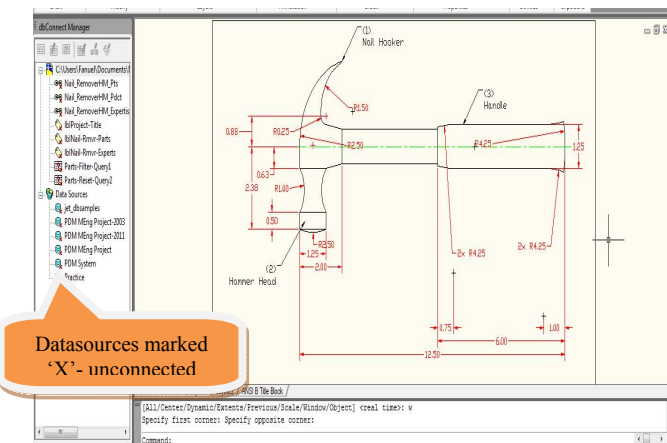 dbConnect Manager
C:\Users\Fanuel\Documents\
Nail_RemoverHM_Pts
Nail_RemoverHM_Pdct
Nail_RemoverHM_Expertis
lblProject-Title
lblNail-Rmvr-Parts
lblNail-Rmvr-Experts
Parts-Filter-Query1
Parts-Reset-Query2
Data Sources
jet_dbsamples
PDM MEng Project-2003
PDM MEng Project-2011
PDM MEng Project
PDM System
Practice
Datasources marked
‘X’- unconnected
(1)
Nail Hooker
R1.50
(3)
Handle
0.88
R0.25
R2.50
R4.25
1.25
0.63
2.38
R1.00
0.50
R2.50
1.25
2.00
2x R4.25
2x R4.25
(2)
Hammer Head
0.75
1.00
6.00
12.50
ANSI B Title Block
[All/Center/Dynamic/Extents/Previous/Scale/Window/Object] <real time>: w
Specify first corner: Specify opposite corner:
Command: